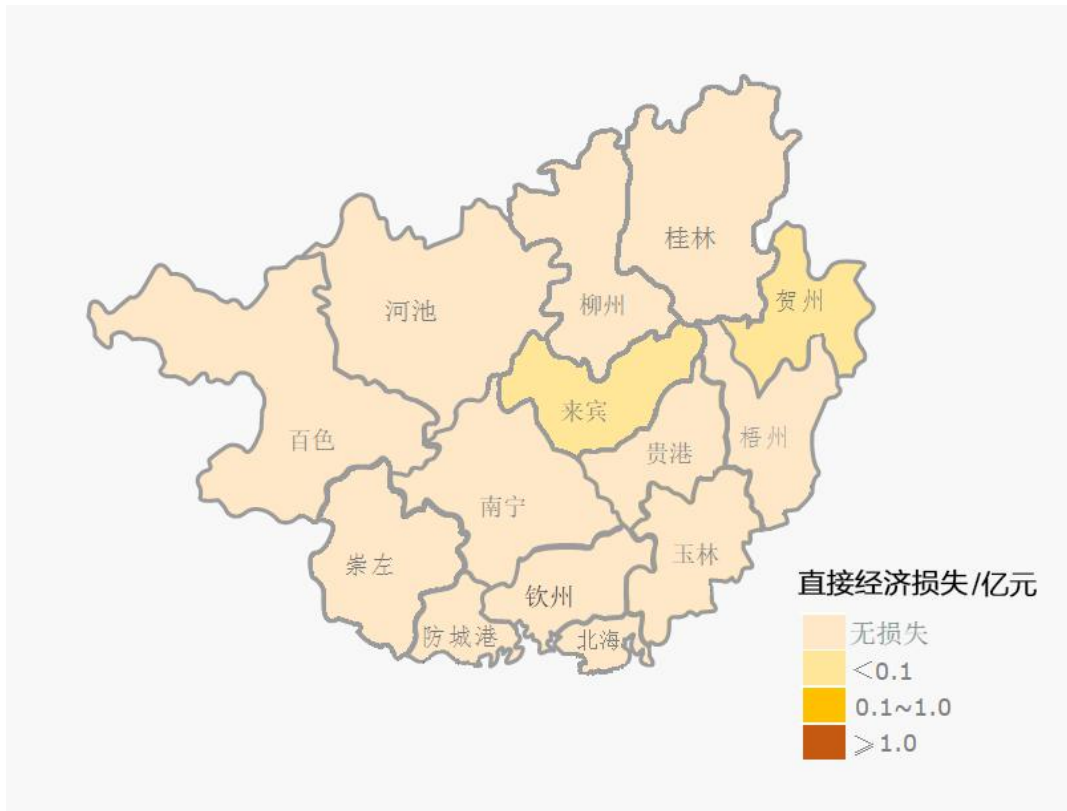 桂林
贺州
河池
柳州
来宾
百色
贵港
梧州
南宁
玉林
崇左
钦州
防城港
北海
直接经济损失/亿元
无损失
<0.1
0.1~1.0
⩾1.0